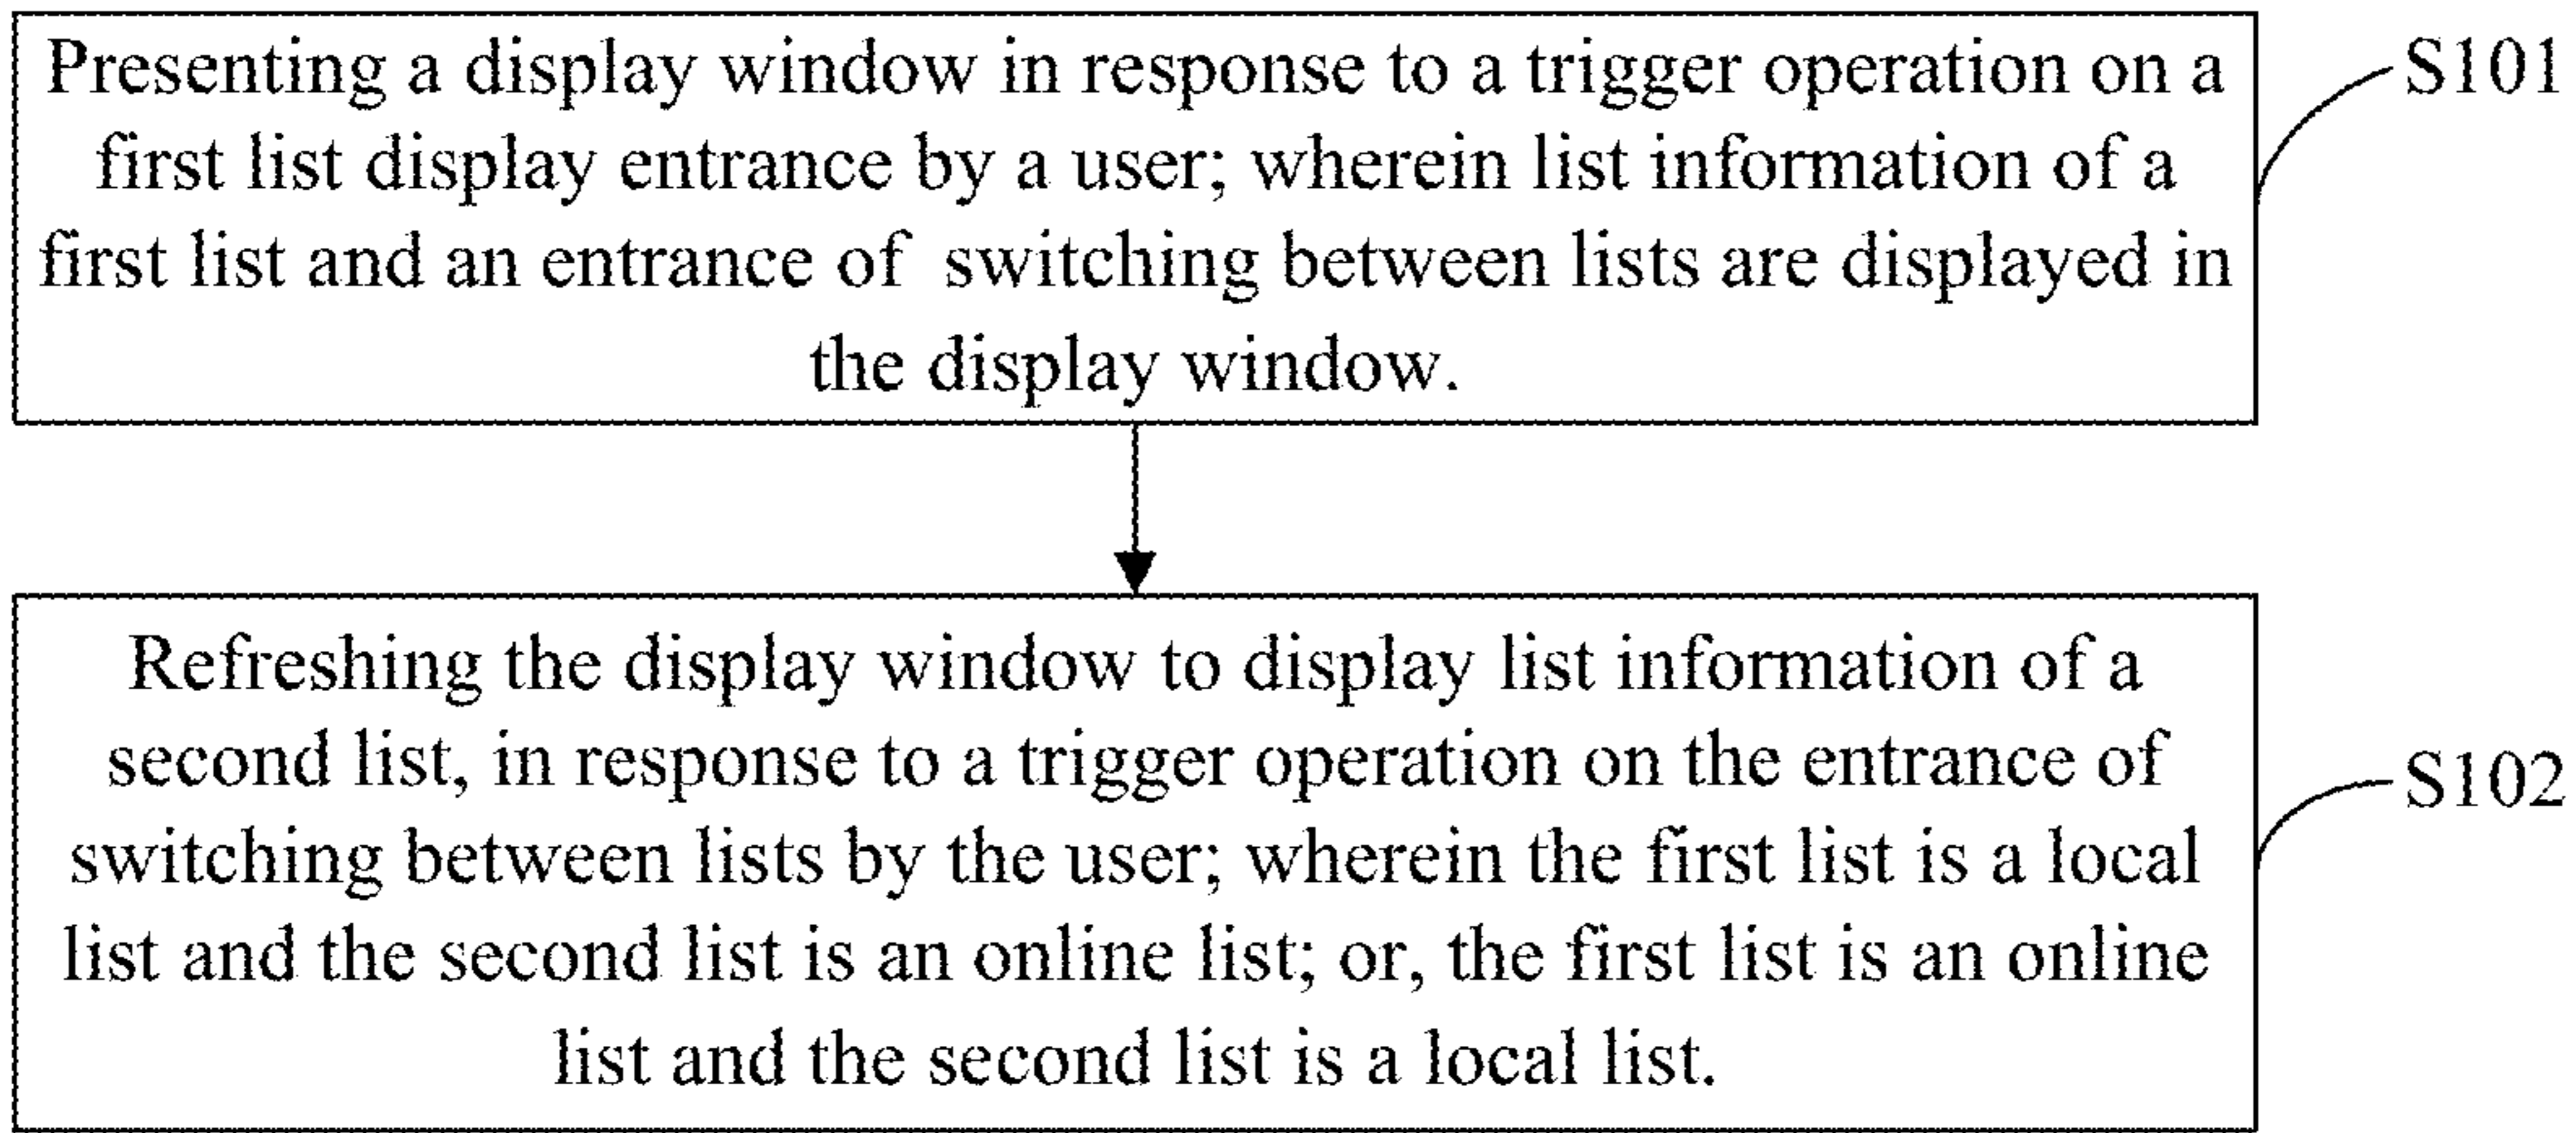 Presenting a display window in response to a trigger operation on a
first list display entrance by a user; wherein list information of a
first list and an entrance of switching between lists are displayed in
the display window.
S101
Refreshing the display window to display list information of a
second list, in response to a trigger operation on the entrance of
switching between lists by the user; wherein the first list is a local
list and the second list is an online list; or, the first list is an online
list and the second list is a local list.
S102